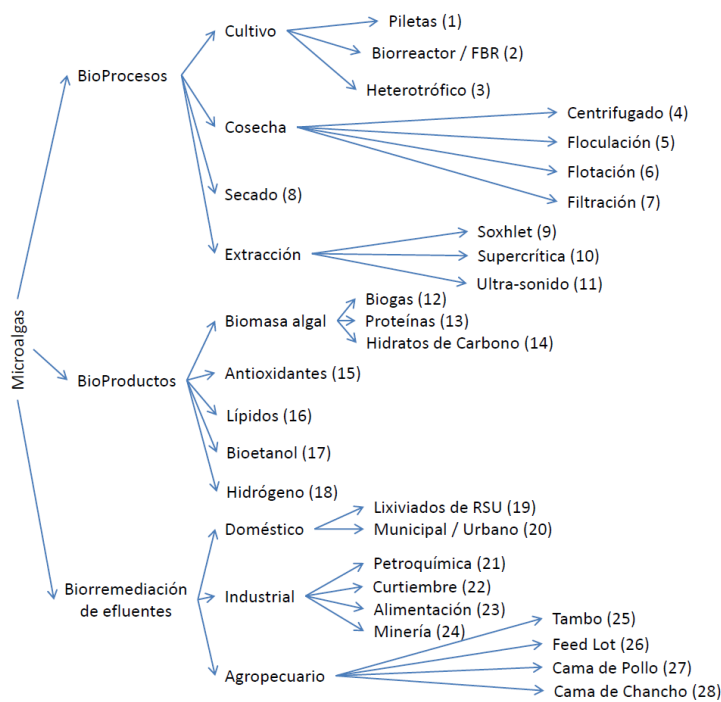 Microalgas
BioProcesos
Cultivo
Piletas (1)
Biorreactor / FBR (2)
Heterotrófico (3)
Cosecha
Centrifugado (4)
Floculación (5)
Flotación (6)
Filtración (7)
Secado (8)
Extracción
Soxhlet (9)
Supercrítica (10)
Ultra-sonido (11)
BioProductos
Biomasa algal
Biogas (12)
Proteínas (13)
Hidratos de Carbono (14)
Antioxidantes (15)
Lípidos (16)
Bioetanol (17)
Hidrógeno (18)
Biorremediación
de efluentes
Doméstico
Lixiviados de RSU (19)
Municipal / Urbano (20)
Industrial
Petroquímica (21)
Curtiembre (22)
Alimentación (23)
Minería (24)
Agropecuario
Tambo (25)
Feed Lot (26)
Cama de Pollo (27)
Cama de Chancho (28)